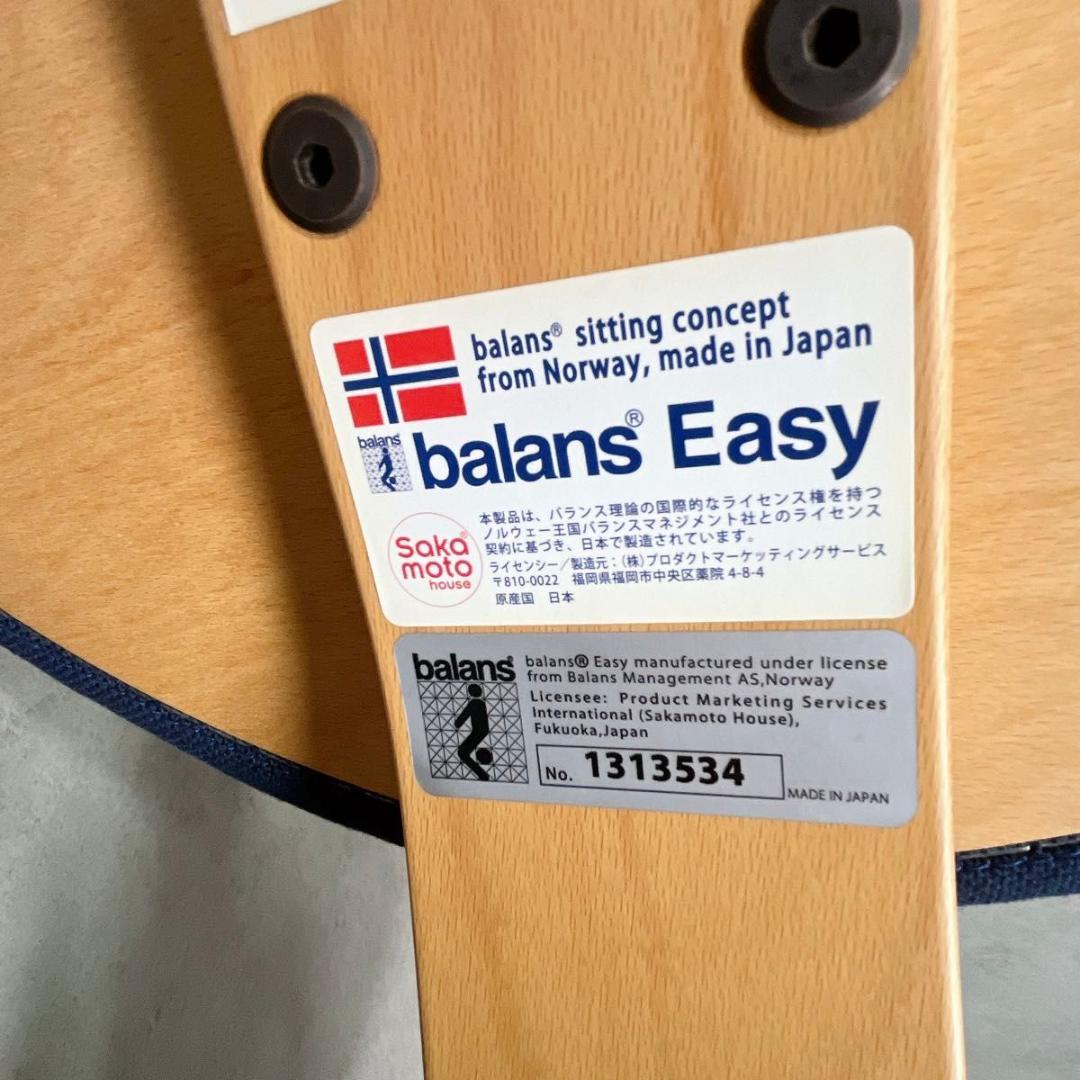 balans® sitting concept
from Norway, made in Japan
balans
balans® Easy
Saka®
moto
house
本製品は、バランス理論の国際的なライセンス権を持つ
ノルウェー王国バランスマネジメント社とのライセンス
契約に基づき、日本で製造されています。
ライセンシー／製造元：(株)プロダクトマーケッティングサービス
〒810-0022 福岡県福岡市中央区薬院 4-8-4
原産国 日本
balans®
balans® Easy manufactured under license
from Balans Management AS,Norway
Licensee: Product Marketing Services
International (Sakamoto House),
Fukuoka,Japan
No. 1313534
MADE IN JAPAN